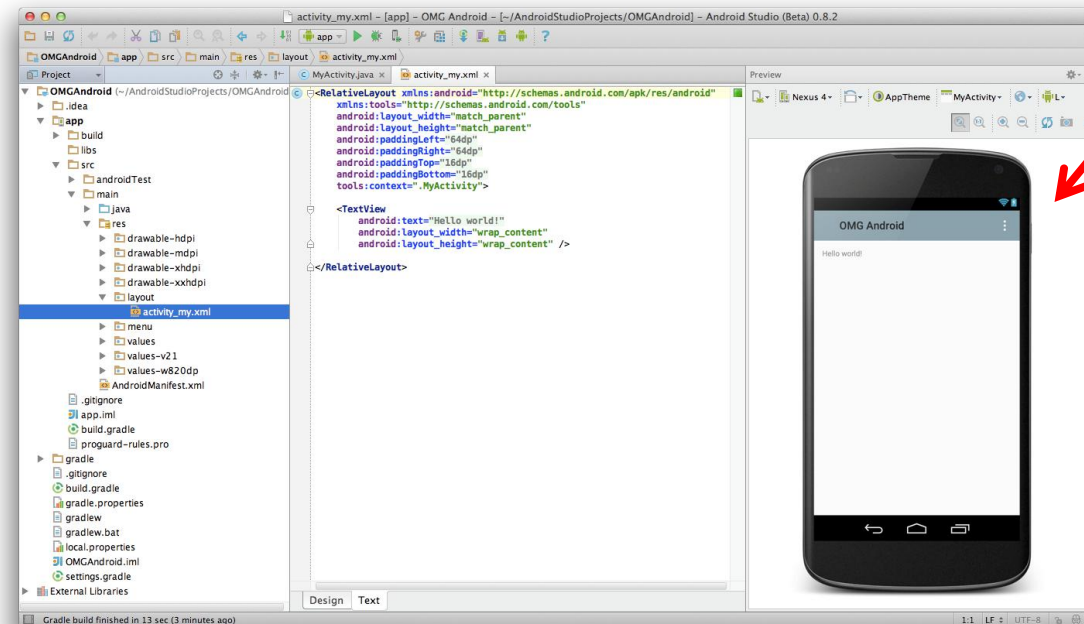 activity_my.xml - [app] - OMG Android - [~/AndroidStudioProjects/OMGAndroid] - Android Studio (Beta) 0.8.2
app
?
OMGAndroid app src main res layout activity_my.xml
Project
MyActivity.java × activity_my.xml ×
Preview
OMGAndroid (~/AndroidStudioProjects/OMGAndroid
.idea
app
build
libs
src
androidTest
main
java
res
drawable-hdpi
drawable-mdpi
drawable-xhdpi
drawable-xxhdpi
layout
activity_my.xml
menu
values
values-v21
values-w820dp
AndroidManifest.xml
.gitignore
app.iml
build.gradle
proguard-rules.pro
gradle
.gitignore
build.gradle
gradle.properties
gradlew
gradlew.bat
local.properties
OMGAndroid.iml
settings.gradle
External Libraries
<RelativeLayout xmlns:android="http://schemas.android.com/apk/res/android"
xmlns:tools="http://schemas.android.com/tools"
android:layout_width="match_parent"
android:layout_height="match_parent"
android:paddingLeft="64dp"
android:paddingRight="64dp"
android:paddingTop="16dp"
android:paddingBottom="16dp"
tools:context=".MyActivity">
<TextView
android:text="Hello world!"
android:layout_width="wrap_content"
android:layout_height="wrap_content" />
</RelativeLayout>
Design Text
Nexus 4 AppTheme MyActivity L
OMG Android
Hello world!
Gradle build finished in 13 sec (3 minutes ago)
1:1 LF UTF-8